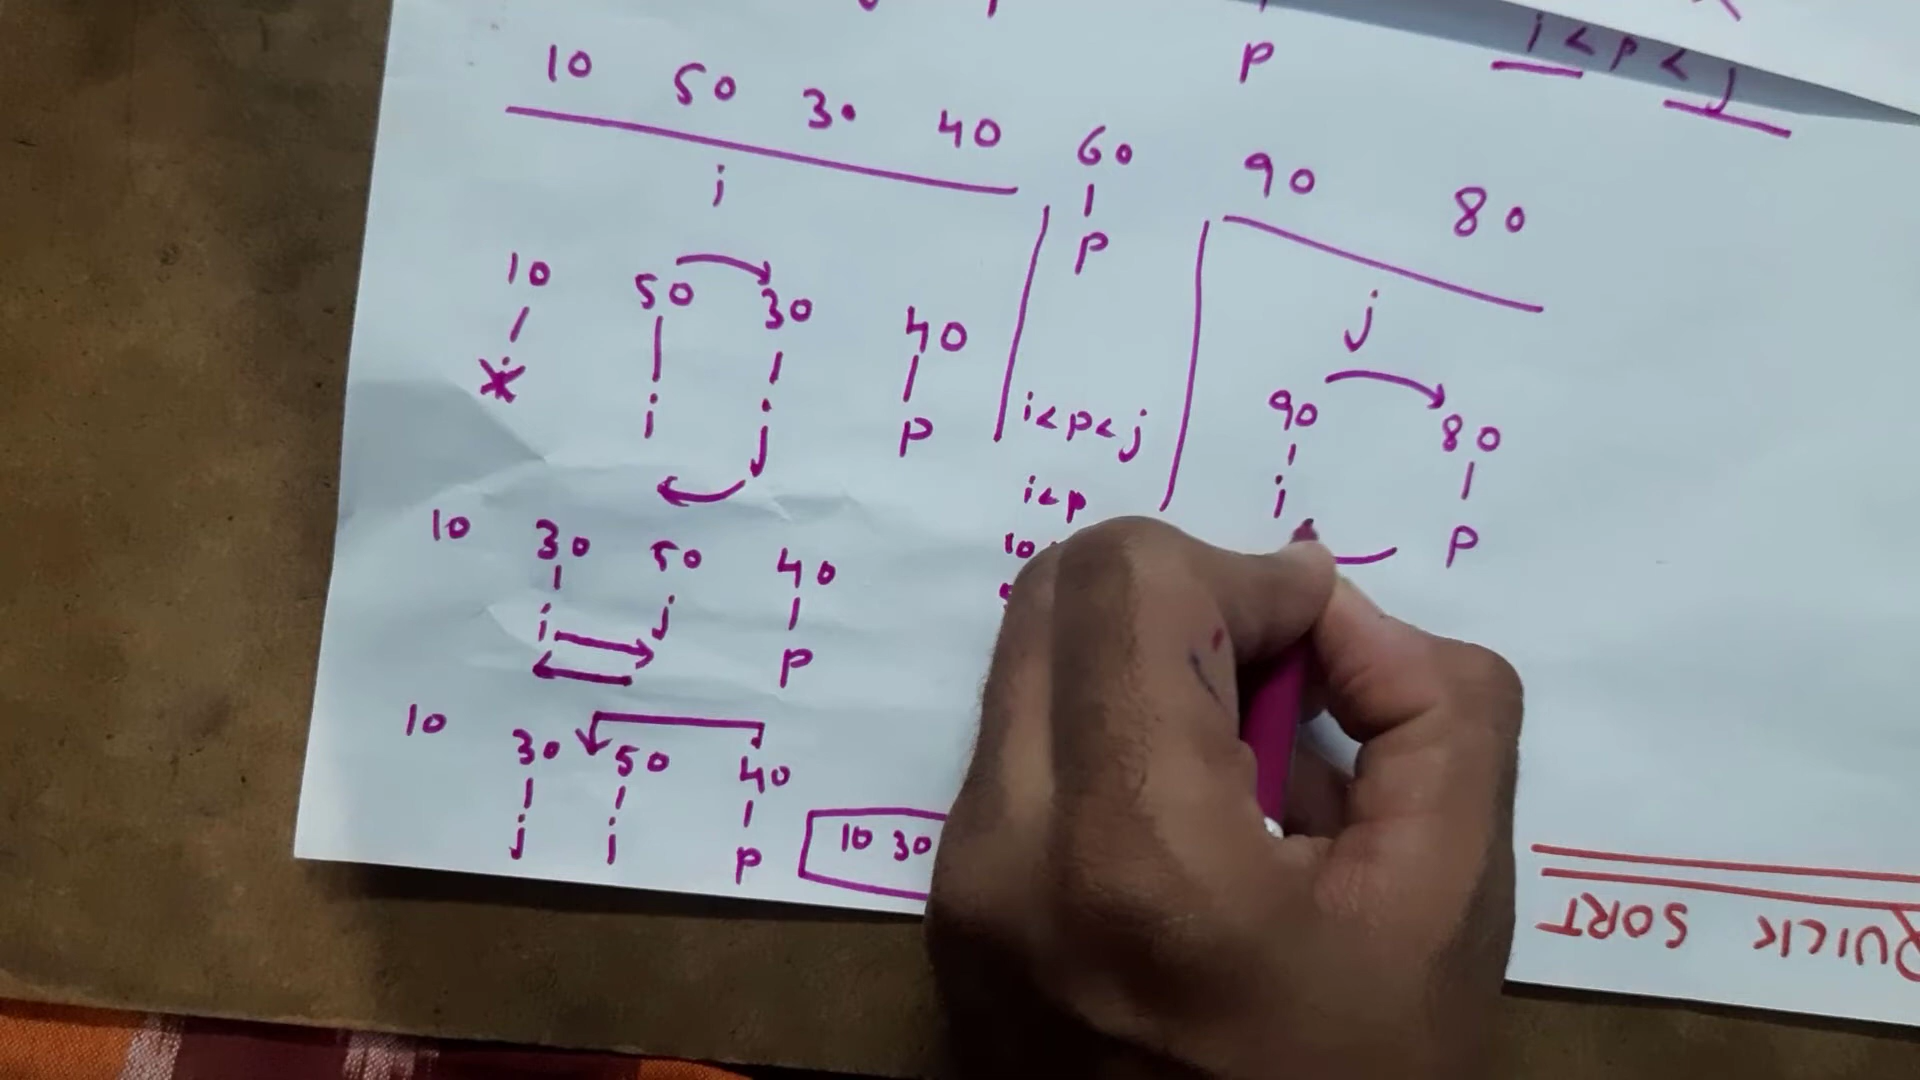 p
i < p < j
10 50 30 40 60 90 80
i
p
j
10 50 30 40
i j p
i<p<j
i<p
10
90 80
i p
10 30 50 40
i j p
10 30 50 40
j i p
10 30
QUICK SORT